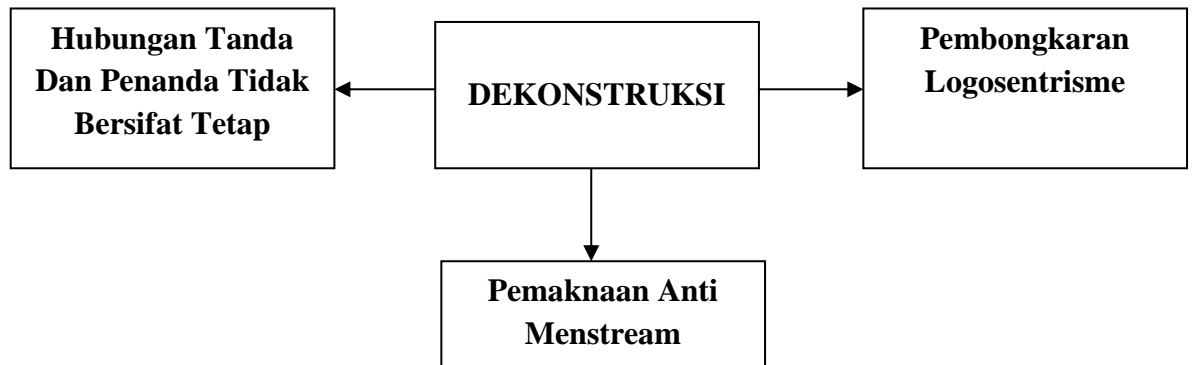 Hubungan Tanda
Dan Penanda Tidak
Bersifat Tetap
DEKONSTRUKSI
Pembongkaran
Logosentrisme
Pemaknaan Anti
Menstream